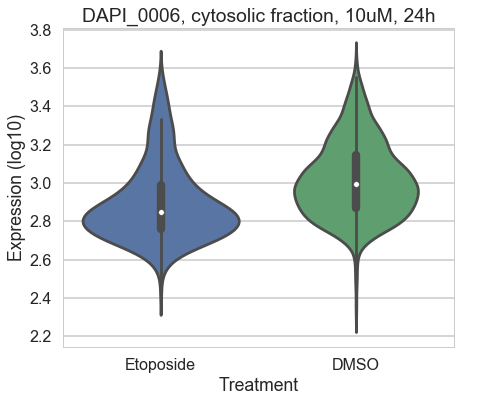 DAPI_0006, cytosolic fraction, 10uM, 24h
3.8
3.6
3.4
3.2
3.0
2.8
2.6
2.4
2.2
Expression (log10)
Etoposide
DMSO
Treatment